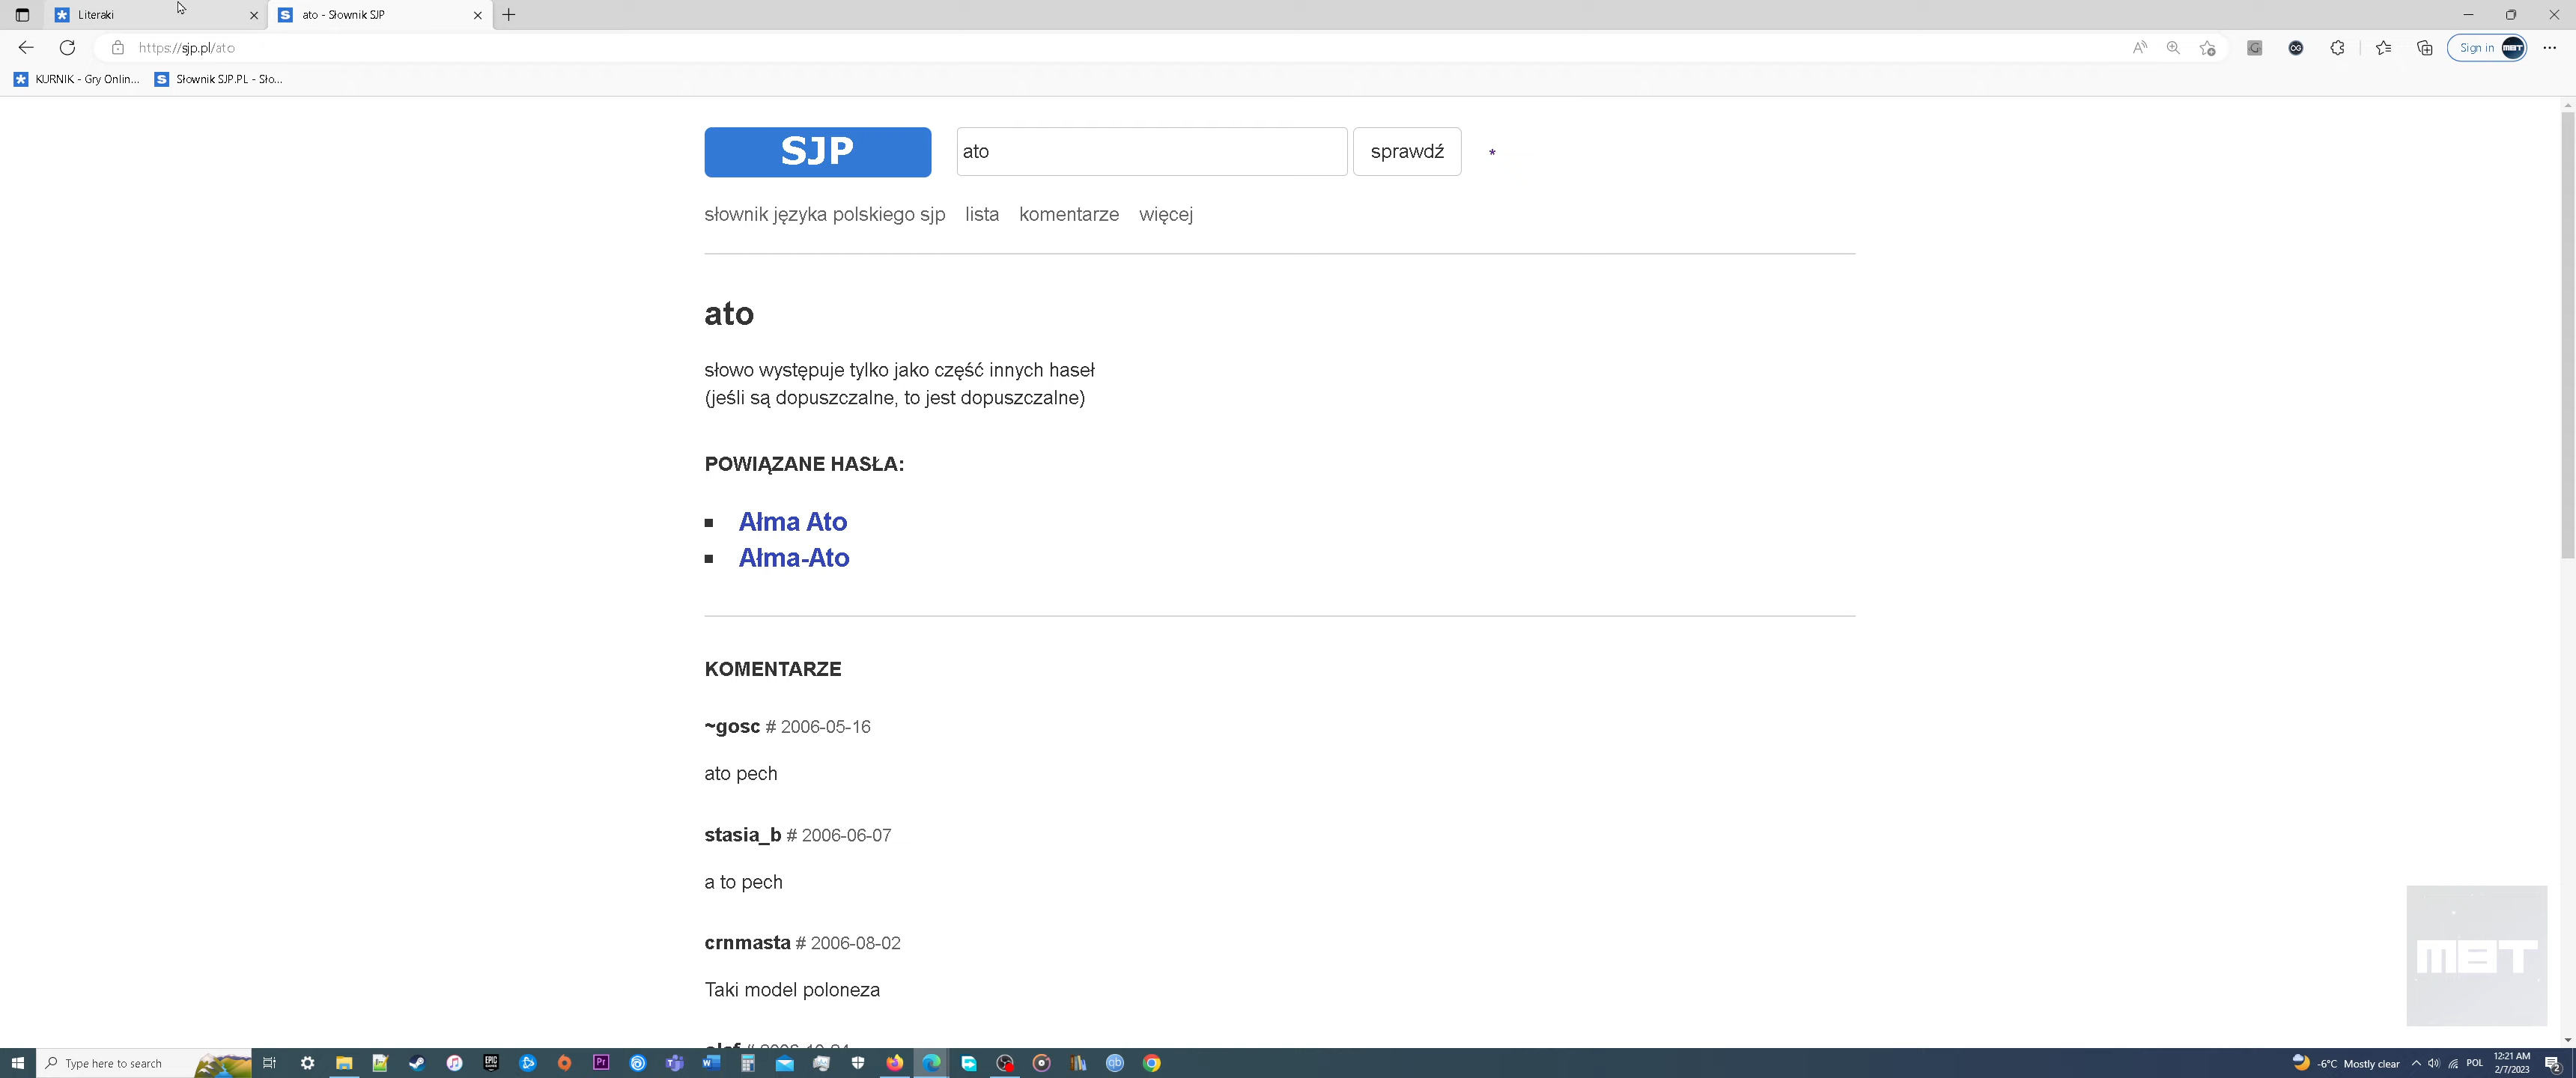 Literaki
ato - Słownik SJP
https://sjp.pl/ato
Sign in
KURNIK - Gry Onlin...
Słownik SJP.PL - Sło...
SJP
ato
sprawdź
*
słownik języka polskiego sjp lista komentarze więcej
ato
słowo występuje tylko jako część innych haseł
(jeśli są dopuszczalne, to jest dopuszczalne)
POWIĄZANE HASŁA:
Ałma Ato
Ałma-Ato
KOMENTARZE
~gosc # 2006-05-16
ato pech
stasia_b # 2006-06-07
a to pech
crnmasta # 2006-08-02
Taki model poloneza
MBT
Type here to search
-6°C Mostly clear
POL
12:21 AM
2/7/2023